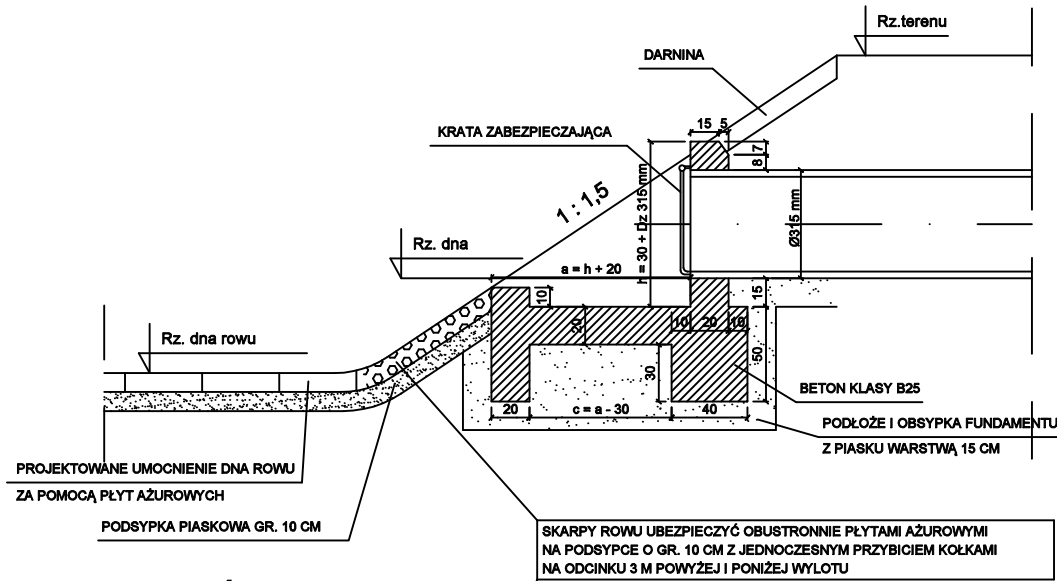 Rz.terenu
DARNINA
KRATA ZABEZPIECZAJĄCA
15 5
7
8
1 : 1,5
h = 30 + Dz 315 mm
Ø315 mm
Rz. dna
a = h + 20
10
15
Rz. dna rowu
20
10 20 10
30
50
BETON KLASY B25
20
c = a - 30
40
PODŁOŻE I OBSYPKA FUNDAMENTU
Z PIASKU WARSTWĄ 15 CM
PROJEKTOWANE UMOCNIENIE DNA ROWU
ZA POMOCĄ PŁYT AŻUROWYCH
PODSYPKA PIASKOWA GR. 10 CM
SKARPY ROWU UBEZPIECZYĆ OBUSTRONNIE PŁYTAMI AŻUROWYMI
NA PODSYPCE O GR. 10 CM Z JEDNOCZESNYM PRZYBICIEM KOŁKAMI
NA ODCINKU 3 M POWYŻEJ I PONIŻEJ WYLOTU